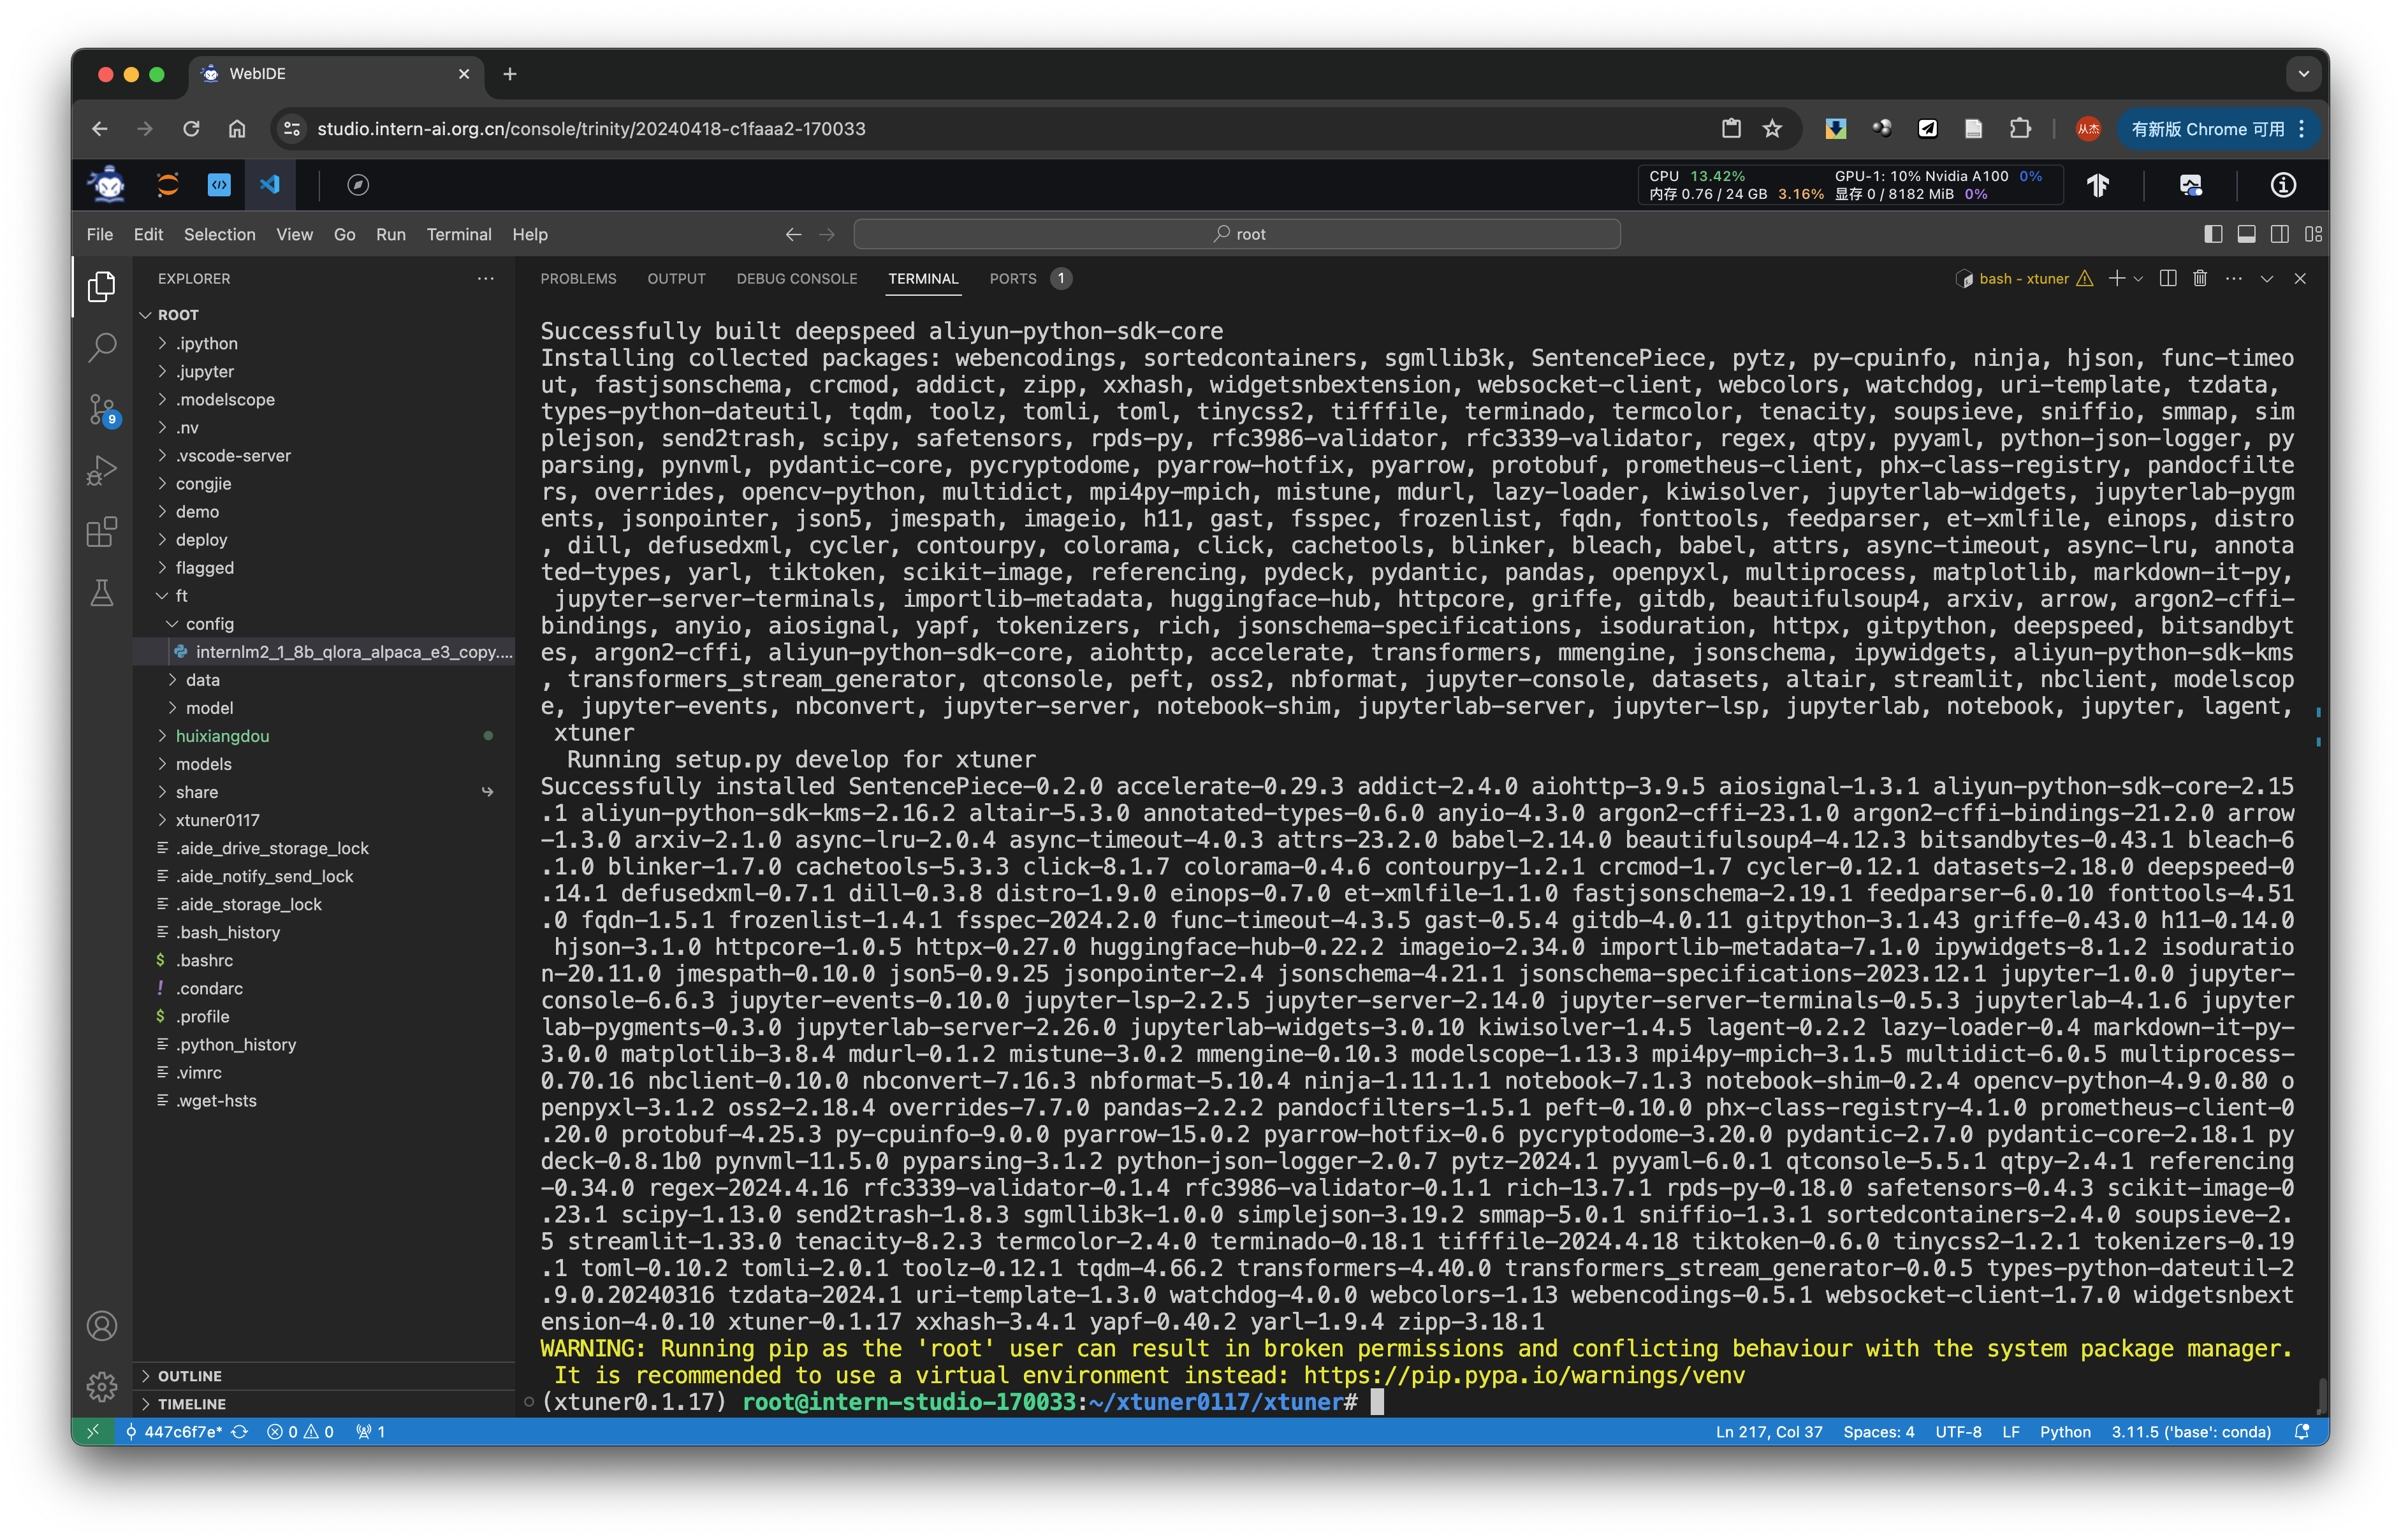 WebIDE
studio.intern-ai.org.cn/console/trinity/20240418-c1faaa2-170033
从杰
有新版 Chrome 可用
CPU 13.42% GPU-1: 10% Nvidia A100 0%
内存 0.76 / 24 GB 3.16% 显存 0 / 8182 MiB 0%
File Edit Selection View Go Run Terminal Help
root
EXPLORER
ROOT
.ipython
.jupyter
.modelscope
.nv
.vscode-server
congjie
demo
deploy
flagged
ft
config
internlm2_1_8b_qlora_alpaca_e3_copy....
data
model
huixiangdou
models
share
xtuner0117
.aide_drive_storage_lock
.aide_notify_send_lock
.aide_storage_lock
.bash_history
.bashrc
.condarc
.profile
.python_history
.vimrc
.wget-hsts
OUTLINE
TIMELINE
9
PROBLEMS OUTPUT DEBUG CONSOLE TERMINAL PORTS 1
bash - xtuner
Successfully built deepspeed aliyun-python-sdk-core
Installing collected packages: webencodings, sortedcontainers, sgmllib3k, SentencePiece, pytz, py-cpuinfo, ninja, hjson, func-timeo
ut, fastjsonschema, crcmod, addict, zipp, xxhash, widgetsnbextension, websocket-client, webcolors, watchdog, uri-template, tzdata,
types-python-dateutil, tqdm, toolz, tomli, toml, tinycss2, tifffile, terminado, termcolor, tenacity, soupsieve, sniffio, smmap, sim
plejson, send2trash, scipy, safetensors, rpds-py, rfc3986-validator, rfc3339-validator, regex, qtpy, pyyaml, python-json-logger, py
parsing, pynvml, pydantic-core, pycryptodome, pyarrow-hotfix, pyarrow, protobuf, prometheus-client, phx-class-registry, pandocfilte
rs, overrides, opencv-python, multidict, mpi4py-mpich, mistune, mdurl, lazy-loader, kiwisolver, jupyterlab-widgets, jupyterlab-pygm
ents, jsonpointer, json5, jmespath, imageio, h11, gast, fsspec, frozenlist, fqdn, fonttools, feedparser, et-xmlfile, einops, distro
, dill, defusedxml, cycler, contourpy, colorama, click, cachetools, blinker, bleach, babel, attrs, async-timeout, async-lru, annota
ted-types, yarl, tiktoken, scikit-image, referencing, pydeck, pydantic, pandas, openpyxl, multiprocess, matplotlib, markdown-it-py,
jupyter-server-terminals, importlib-metadata, huggingface-hub, httpcore, griffe, gitdb, beautifulsoup4, arxiv, arrow, argon2-cffi-
bindings, anyio, aiosignal, yapf, tokenizers, rich, jsonschema-specifications, isoduration, httpx, gitpython, deepspeed, bitsandbyt
es, argon2-cffi, aliyun-python-sdk-core, aiohttp, accelerate, transformers, mmengine, jsonschema, ipywidgets, aliyun-python-sdk-kms
, transformers_stream_generator, qtconsole, peft, oss2, nbformat, jupyter-console, datasets, altair, streamlit, nbclient, modelscop
e, jupyter-events, nbconvert, jupyter-server, notebook-shim, jupyterlab-server, jupyter-lsp, jupyterlab, notebook, jupyter, lagent,
xtuner
Running setup.py develop for xtuner
Successfully installed SentencePiece-0.2.0 accelerate-0.29.3 addict-2.4.0 aiohttp-3.9.5 aiosignal-1.3.1 aliyun-python-sdk-core-2.15
.1 aliyun-python-sdk-kms-2.16.2 altair-5.3.0 annotated-types-0.6.0 anyio-4.3.0 argon2-cffi-23.1.0 argon2-cffi-bindings-21.2.0 arrow
-1.3.0 arxiv-2.1.0 async-lru-2.0.4 async-timeout-4.0.3 attrs-23.2.0 babel-2.14.0 beautifulsoup4-4.12.3 bitsandbytes-0.43.1 bleach-6
.1.0 blinker-1.7.0 cachetools-5.3.3 click-8.1.7 colorama-0.4.6 contourpy-1.2.1 crcmod-1.7 cycler-0.12.1 datasets-2.18.0 deepspeed-0
.14.1 defusedxml-0.7.1 dill-0.3.8 distro-1.9.0 einops-0.7.0 et-xmlfile-1.1.0 fastjsonschema-2.19.1 feedparser-6.0.10 fonttools-4.51
.0 fqdn-1.5.1 frozenlist-1.4.1 fsspec-2024.2.0 func-timeout-4.3.5 gast-0.5.4 gitdb-4.0.11 gitpython-3.1.43 griffe-0.43.0 h11-0.14.0
hjson-3.1.0 httpcore-1.0.5 httpx-0.27.0 huggingface-hub-0.22.2 imageio-2.34.0 importlib-metadata-7.1.0 ipywidgets-8.1.2 isoduratio
n-20.11.0 jmespath-0.10.0 json5-0.9.25 jsonpointer-2.4 jsonschema-4.21.1 jsonschema-specifications-2023.12.1 jupyter-1.0.0 jupyter-
console-6.6.3 jupyter-events-0.10.0 jupyter-lsp-2.2.5 jupyter-server-2.14.0 jupyter-server-terminals-0.5.3 jupyterlab-4.1.6 jupyter
lab-pygments-0.3.0 jupyterlab-server-2.26.0 jupyterlab-widgets-3.0.10 kiwisolver-1.4.5 lagent-0.2.2 lazy-loader-0.4 markdown-it-py-
3.0.0 matplotlib-3.8.4 mdurl-0.1.2 mistune-3.0.2 mmengine-0.10.3 modelscope-1.13.3 mpi4py-mpich-3.1.5 multidict-6.0.5 multiprocess-
0.70.16 nbclient-0.10.0 nbconvert-7.16.3 nbformat-5.10.4 ninja-1.11.1.1 notebook-7.1.3 notebook-shim-0.2.4 opencv-python-4.9.0.80 o
penpyxl-3.1.2 oss2-2.18.4 overrides-7.7.0 pandas-2.2.2 pandocfilters-1.5.1 peft-0.10.0 phx-class-registry-4.1.0 prometheus-client-0
.20.0 protobuf-4.25.3 py-cpuinfo-9.0.0 pyarrow-15.0.2 pyarrow-hotfix-0.6 pycryptodome-3.20.0 pydantic-2.7.0 pydantic-core-2.18.1 py
deck-0.8.1b0 pynvml-11.5.0 pyparsing-3.1.2 python-json-logger-2.0.7 pytz-2024.1 pyyaml-6.0.1 qtconsole-5.5.1 qtpy-2.4.1 referencing
-0.34.0 regex-2024.4.16 rfc3339-validator-0.1.4 rfc3986-validator-0.1.1 rich-13.7.1 rpds-py-0.18.0 safetensors-0.4.3 scikit-image-0
.23.1 scipy-1.13.0 send2trash-1.8.3 sgmllib3k-1.0.0 simplejson-3.19.2 smmap-5.0.1 sniffio-1.3.1 sortedcontainers-2.4.0 soupsieve-2.
5 streamlit-1.33.0 tenacity-8.2.3 termcolor-2.4.0 terminado-0.18.1 tifffile-2024.4.18 tiktoken-0.6.0 tinycss2-1.2.1 tokenizers-0.19
.1 toml-0.10.2 tomli-2.0.1 toolz-0.12.1 tqdm-4.66.2 transformers-4.40.0 transformers_stream_generator-0.0.5 types-python-dateutil-2
.9.0.20240316 tzdata-2024.1 uri-template-1.3.0 watchdog-4.0.0 webcolors-1.13 webencodings-0.5.1 websocket-client-1.7.0 widgetsnbext
ension-4.0.10 xtuner-0.1.17 xxhash-3.4.1 yapf-0.40.2 yarl-1.9.4 zipp-3.18.1
WARNING: Running pip as the 'root' user can result in broken permissions and conflicting behaviour with the system package manager.
It is recommended to use a virtual environment instead: https://pip.pypa.io/warnings/venv
(xtuner0.1.17) root@intern-studio-170033:~/xtuner0117/xtuner#
447c6f7e* 0 0 1 Ln 217, Col 37 Spaces: 4 UTF-8 LF Python 3.11.5 ('base': conda)